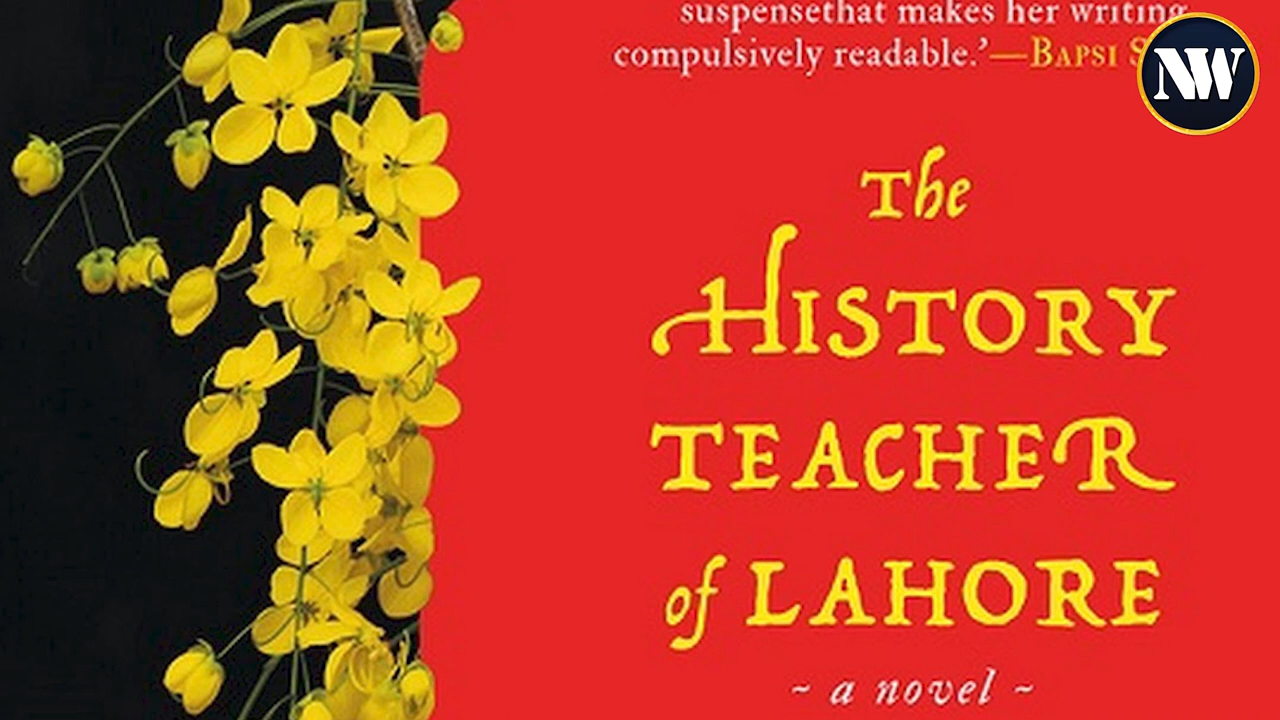 suspensethat makes her writing
compulsively readable.’—BAPSI
NW
The
HISTORY
TEACHER
of LAHORE
~ a novel ~